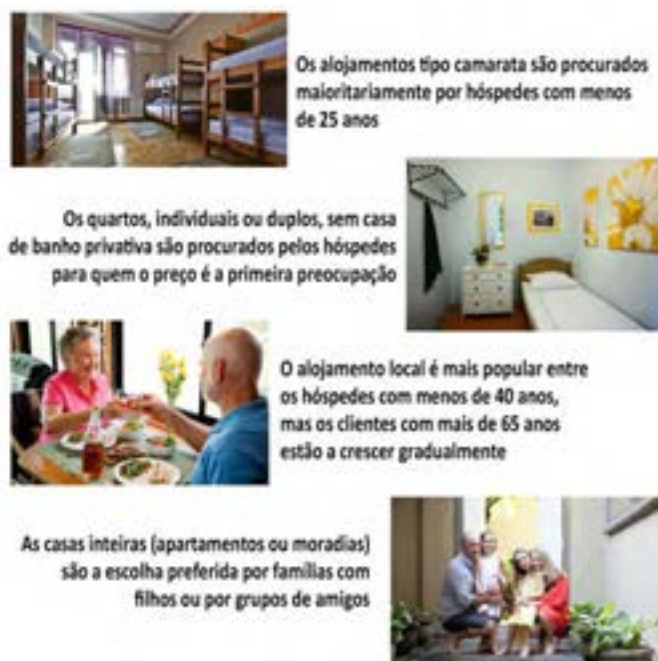 Os alojamentos tipo camarata são procurados
maioritariamente por hóspedes com menos
de 25 anos
Os quartos, individuais ou duplos, sem casa
de banho privativa são procurados pelos hóspedes
para quem o preço é a primeira preocupação
O alojamento local é mais popular entre
os hóspedes com menos de 40 anos,
mas os clientes com mais de 65 anos
estão a crescer gradualmente
As casas inteiras (apartamentos ou moradias)
são a escolha preferida por famílias com
filhos ou por grupos de amigos